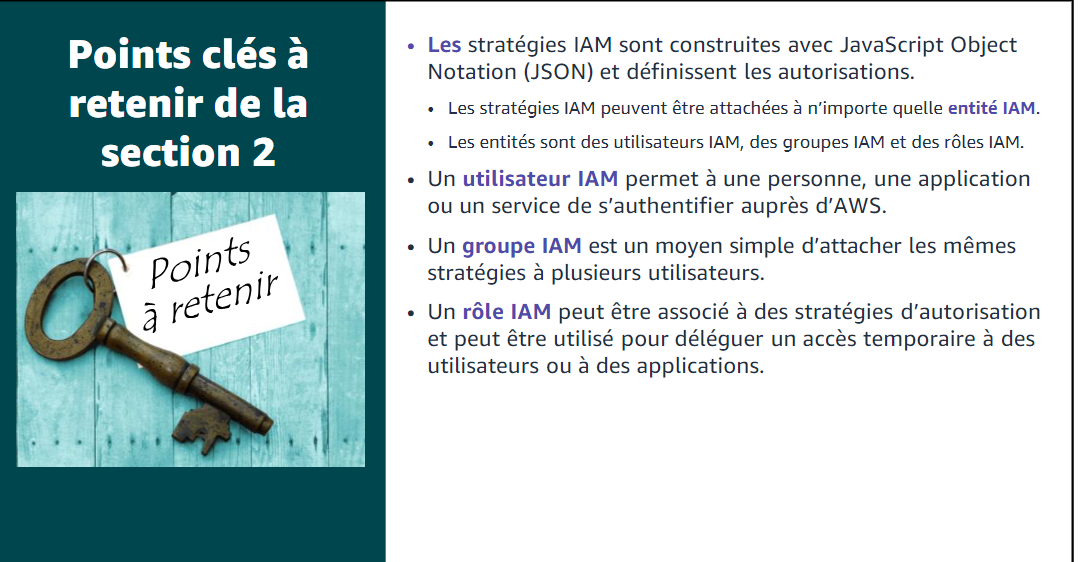 Points clés à
retenir de la
section 2
Points
à retenir
• Les stratégies IAM sont construites avec JavaScript Object
Notation (JSON) et définissent les autorisations.
• Les stratégies IAM peuvent être attachées à n’importe quelle entité IAM.
• Les entités sont des utilisateurs IAM, des groupes IAM et des rôles IAM.
• Un utilisateur IAM permet à une personne, une application
ou un service de s’authentifier auprès d’AWS.
• Un groupe IAM est un moyen simple d’attacher les mêmes
stratégies à plusieurs utilisateurs.
• Un rôle IAM peut être associé à des stratégies d’autorisation
et peut être utilisé pour déléguer un accès temporaire à des
utilisateurs ou à des applications.